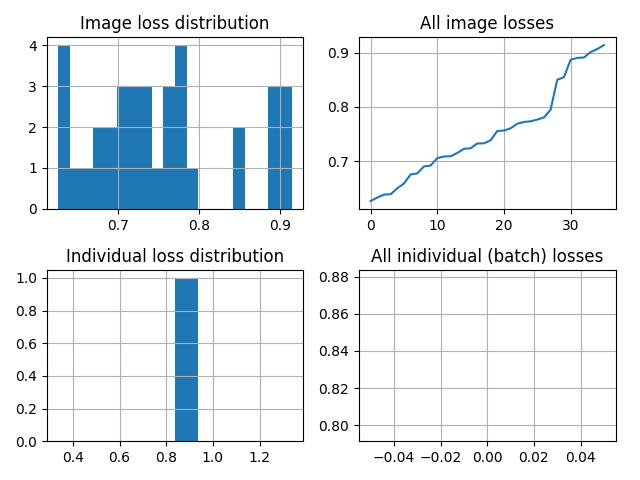 Image loss distribution
4
3
2
1
0
0.7 0.8 0.9
All image losses
0.9
0.8
0.7
0 10 20 30
Individual loss distribution
1.0
0.8
0.6
0.4
0.2
0.0
0.4 0.6 0.8 1.0 1.2
All inidividual (batch) losses
0.88
0.86
0.84
0.82
0.80
−0.04 −0.02 0.00 0.02 0.04